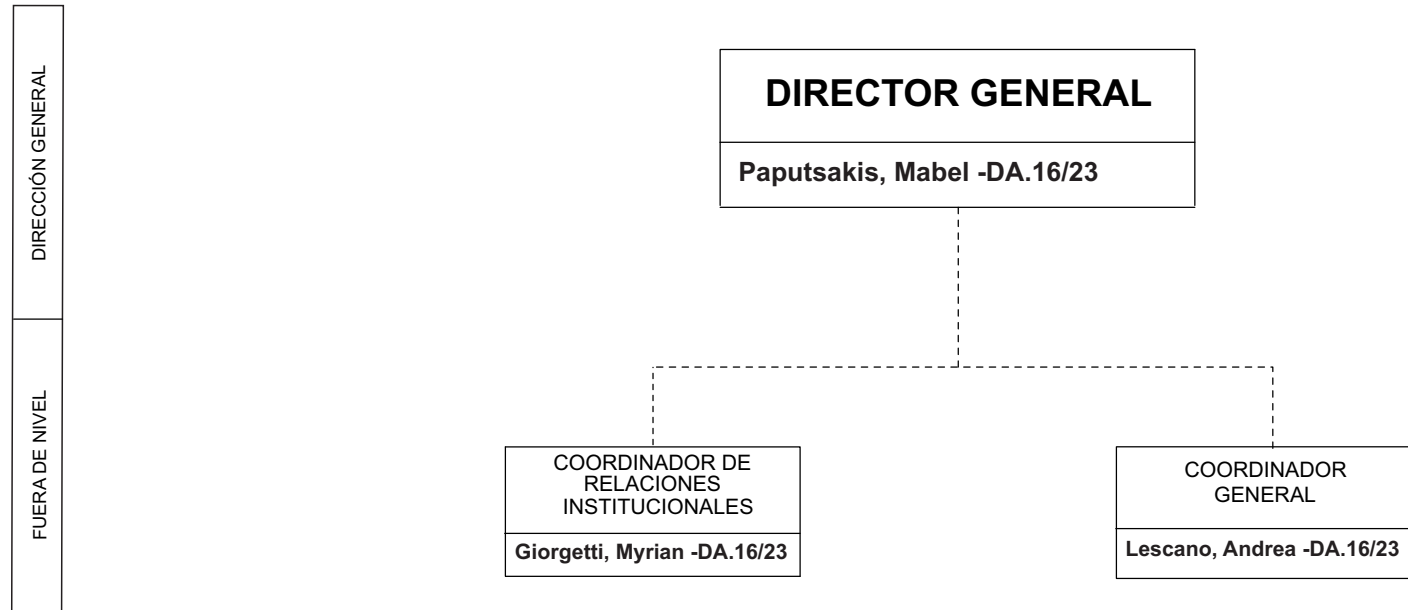 DIRECCIÓN GENERAL
DIRECTOR GENERAL
Paputsakis, Mabel -DA.16/23
FUERA DE NIVEL
COORDINADOR DE
RELACIONES
INSTITUCIONALES
Giorgetti, Myrian -DA.16/23
COORDINADOR
GENERAL
Lescano, Andrea -DA.16/23